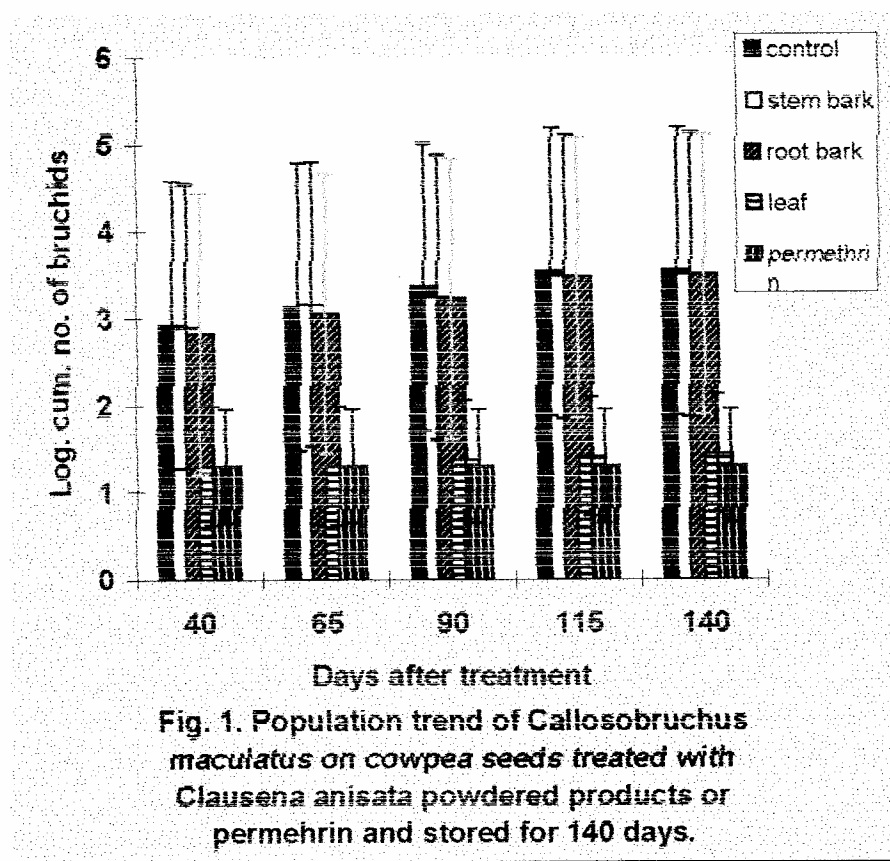 6
5
4
3
2
1
0
Log. cum. no. of bruchids
control
stem bark
root bark
leaf
permethri
n
40 65 90 115 140
Days after treatment
Fig. 1. Population trend of Callosobruchus
maculatus on cowpea seeds treated with
Clausena anisata powdered products or
permehrin and stored for 140 days.